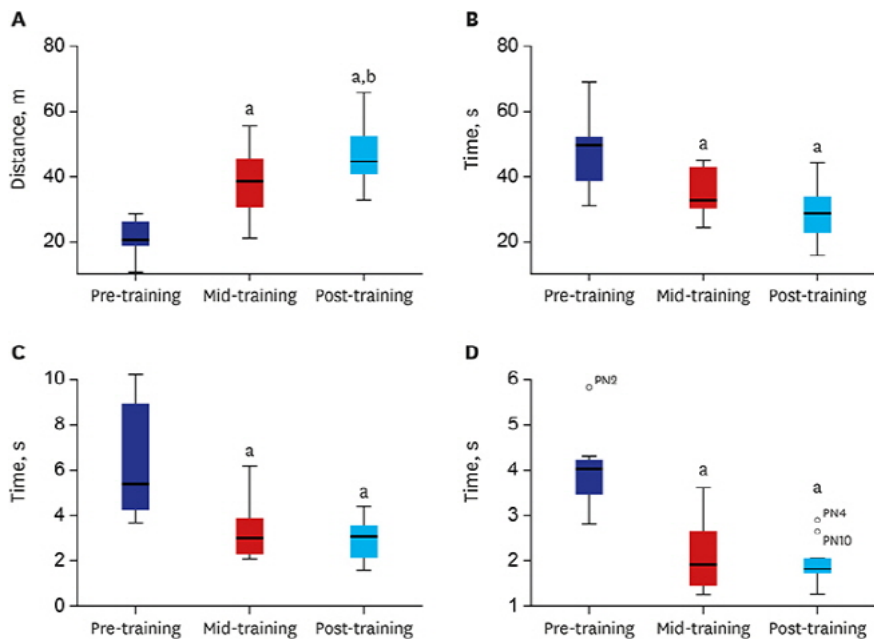 A
Distance, m
80
60
40
20
a
a,b
Pre-training Mid-training Post-training
B
Time, s
80
60
40
20
a
a
Pre-training Mid-training Post-training
C
Time, s
10
8
6
4
2
0
a
a
Pre-training Mid-training Post-training
D
Time, s
6
5
4
3
2
1
PN2
a
a
PN4
PN10
Pre-training Mid-training Post-training